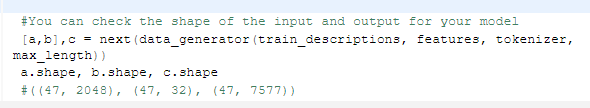 #You can check the shape of the input and output for your model
[a,b],c = next(data_generator(train_descriptions, features, tokenizer,
max_length))
a.shape, b.shape, c.shape
#((47, 2048), (47, 32), (47, 7577))